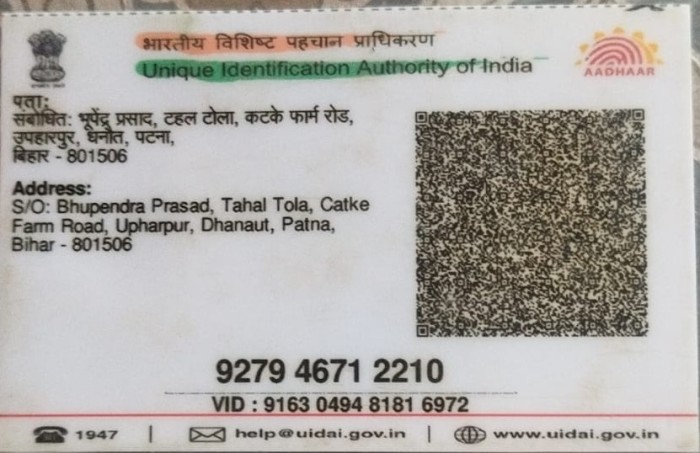 भारतीय विशिष्ट पहचान प्राधिकरण
Unique Identification Authority of India
AADHAAR
पता:
संबोधित: भूपेंद्र प्रसाद, टहल टोला, कटके फार्म रोड,
उपहारपुर, धनौत, पटना,
बिहार - 801506
Address:
S/O: Bhupendra Prasad, Tahal Tola, Catke
Farm Road, Upharpur, Dhanaut, Patna,
Bihar - 801506
9279 4671 2210
VID : 9163 0494 8181 6972
1947 | help@uidai.gov.in | www.uidai.gov.in